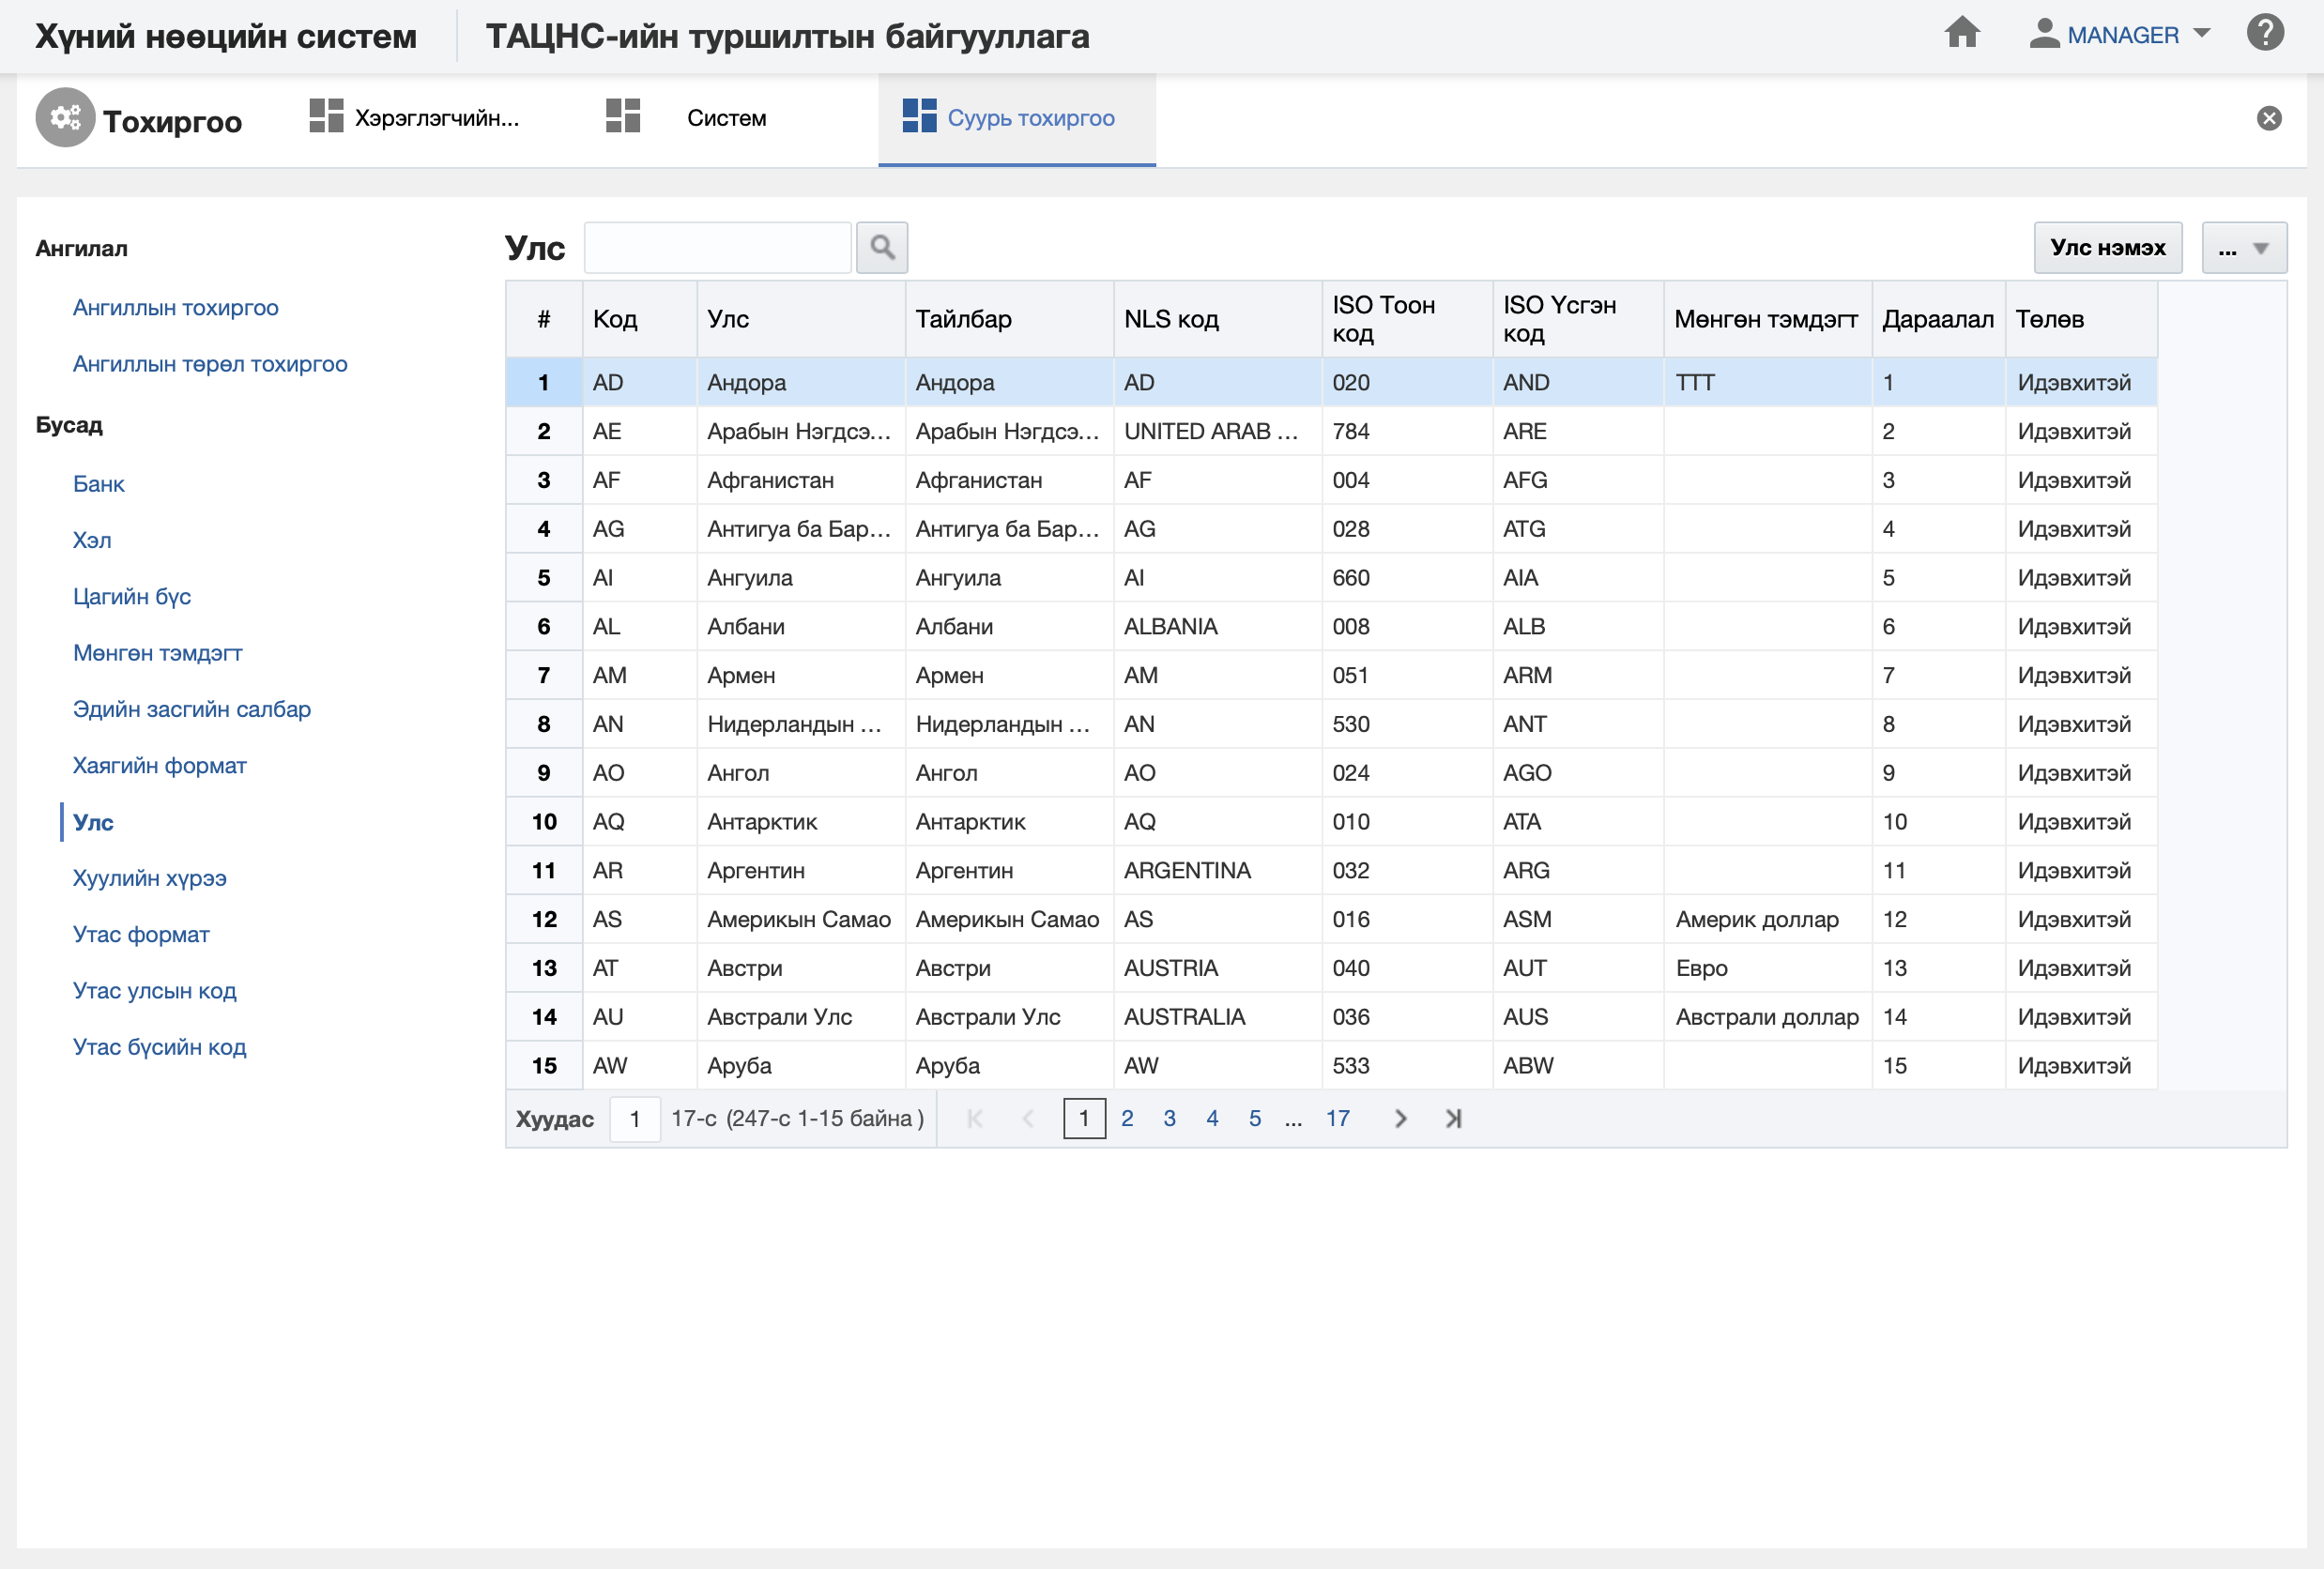 Хүний нөөцийн систем ТАЦНС-ийн туршилтын байгууллага MANAGER
Тохиргоо Хэрэглэгчийн... Систем Суурь тохиргоо
Ангилал
Ангиллын тохиргоо
Ангиллын төрөл тохиргоо
Бусад
Банк
Хэл
Цагийн бүс
Мөнгөн тэмдэгт
Эдийн засгийн салбар
Хаягийн формат
Улс
Хуулийн хүрээ
Утас формат
Утас улсын код
Утас бүсийн код
Улс Улс нэмэх ...
# Код Улс Тайлбар NLS код ISO Тоон код ISO Үсгэн код Мөнгөн тэмдэгт Дараалал Төлөв
1 AD Андора Андора AD 020 AND ТТТ 1 Идэвхитэй
2 AE Арабын Нэгдсэ... Арабын Нэгдсэ... UNITED ARAB ... 784 ARE 2 Идэвхитэй
3 AF Афганистан Афганистан AF 004 AFG 3 Идэвхитэй
4 AG Антигуа ба Бар... Антигуа ба Бар... AG 028 ATG 4 Идэвхитэй
5 AI Ангуила Ангуила AI 660 AIA 5 Идэвхитэй
6 AL Албани Албани ALBANIA 008 ALB 6 Идэвхитэй
7 AM Армен Армен AM 051 ARM 7 Идэвхитэй
8 AN Нидерландын ... Нидерландын ... AN 530 ANT 8 Идэвхитэй
9 AO Ангол Ангол AO 024 AGO 9 Идэвхитэй
10 AQ Антарктик Антарктик AQ 010 ATA 10 Идэвхитэй
11 AR Аргентин Аргентин ARGENTINA 032 ARG 11 Идэвхитэй
12 AS Америкын Самао Америкын Самао AS 016 ASM Америк доллар 12 Идэвхитэй
13 AT Австри Австри AUSTRIA 040 AUT Евро 13 Идэвхитэй
14 AU Австрали Улс Австрали Улс AUSTRALIA 036 AUS Австрали доллар 14 Идэвхитэй
15 AW Аруба Аруба AW 533 ABW 15 Идэвхитэй
Хуудас 1 17-с (247-с 1-15 байна ) 1 2 3 4 5 ... 17